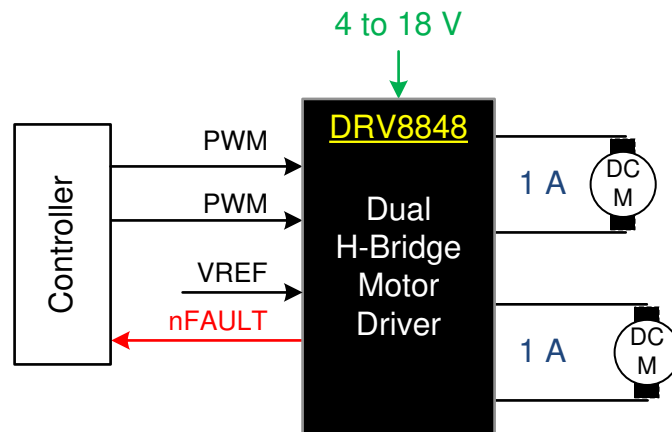 4 to 18 V
DRV8848
Controller
PWM
PWM
VREF
nFAULT
Dual
H-Bridge
Motor
Driver
1 A
DC
M
1 A
DC
M